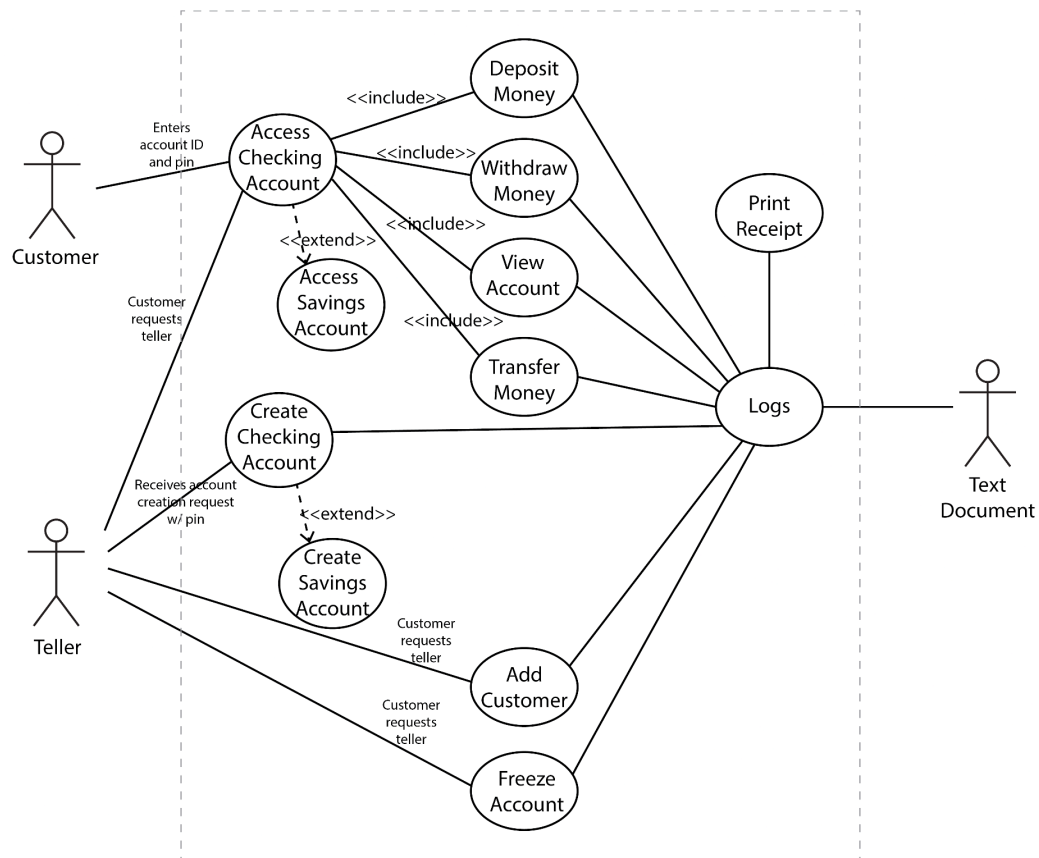 Deposit
Money
<<include>>
Enters
account ID
and pin
Access
Checking
Account
<<include>>
Withdraw
Money
Customer
Print
Receipt
<<include>>
<<extend>>
View
Account
Access
Savings
Account
Customer
requests
teller
<<include>>
Transfer
Money
Logs
Create
Checking
Account
Text
Document
Receives account
creation request
w/ pin
<<extend>>
Create
Savings
Account
Teller
Customer
requests
teller
Add
Customer
Customer
requests
teller
Freeze
Account